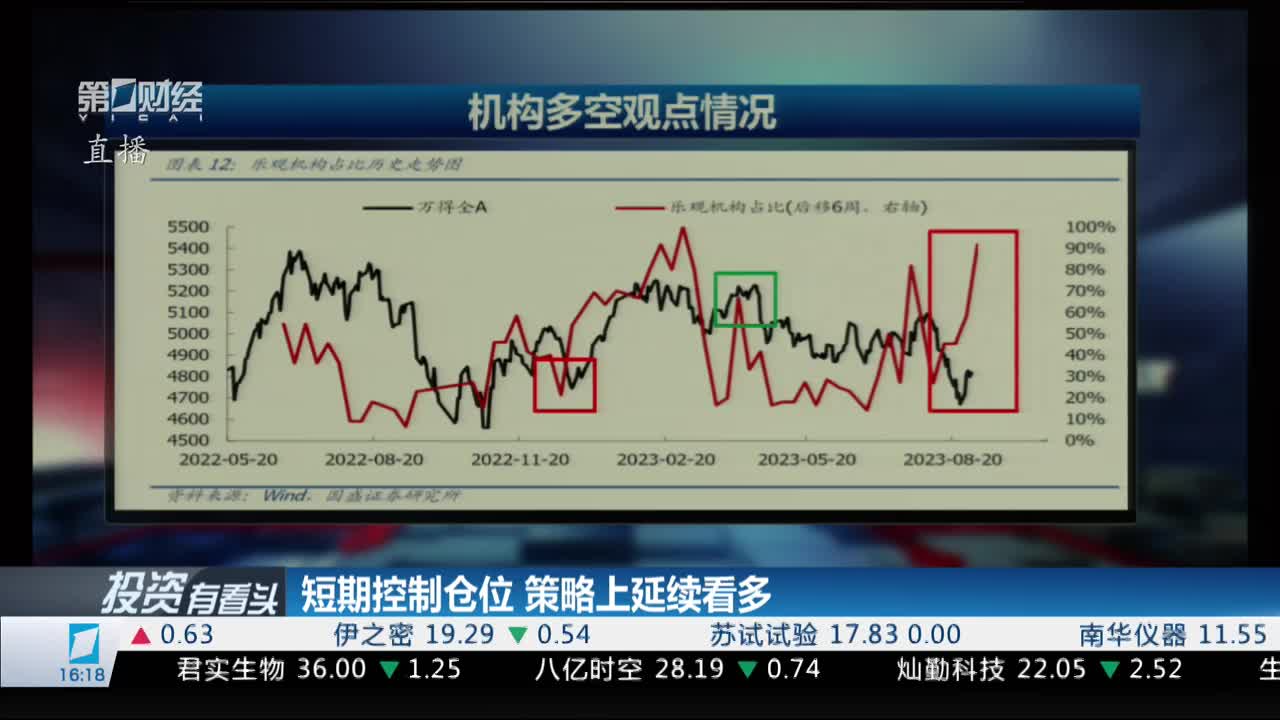 第一财经
YICAI
直播
机构多空观点情况
图表 12: 乐观机构占比历史走势图
万得全A
乐观机构占比(后移6周, 右轴)
5500
5400
5300
5200
5100
5000
4900
4800
4700
4600
4500
100%
90%
80%
70%
60%
50%
40%
30%
20%
10%
0%
2022-05-20 2022-08-20 2022-11-20 2023-02-20 2023-05-20 2023-08-20
资料来源: Wind, 国盛证券研究所
投资有看头
短期控制仓位 策略上延续看多
▲ 0.63 伊之密 19.29 ▼ 0.54 苏试试验 17.83 0.00 南华仪器 11.55
16:18
君实生物 36.00 ▼ 1.25 八亿时空 28.19 ▼ 0.74 灿勤科技 22.05 ▼ 2.52 生